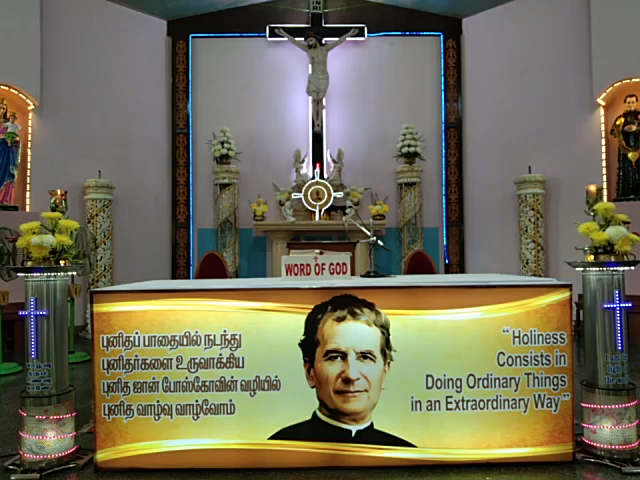 WORD OF GOD
புனிதப் பாதையில் நடந்து
புனிதர்களை உருவாக்கிய
புனித ஜான் போஸ்கோவின் வழியில்
புனித வாழ்வு வாழ்வோம்
“Holiness
Consists in
Doing Ordinary Things
in an Extraordinary Way”